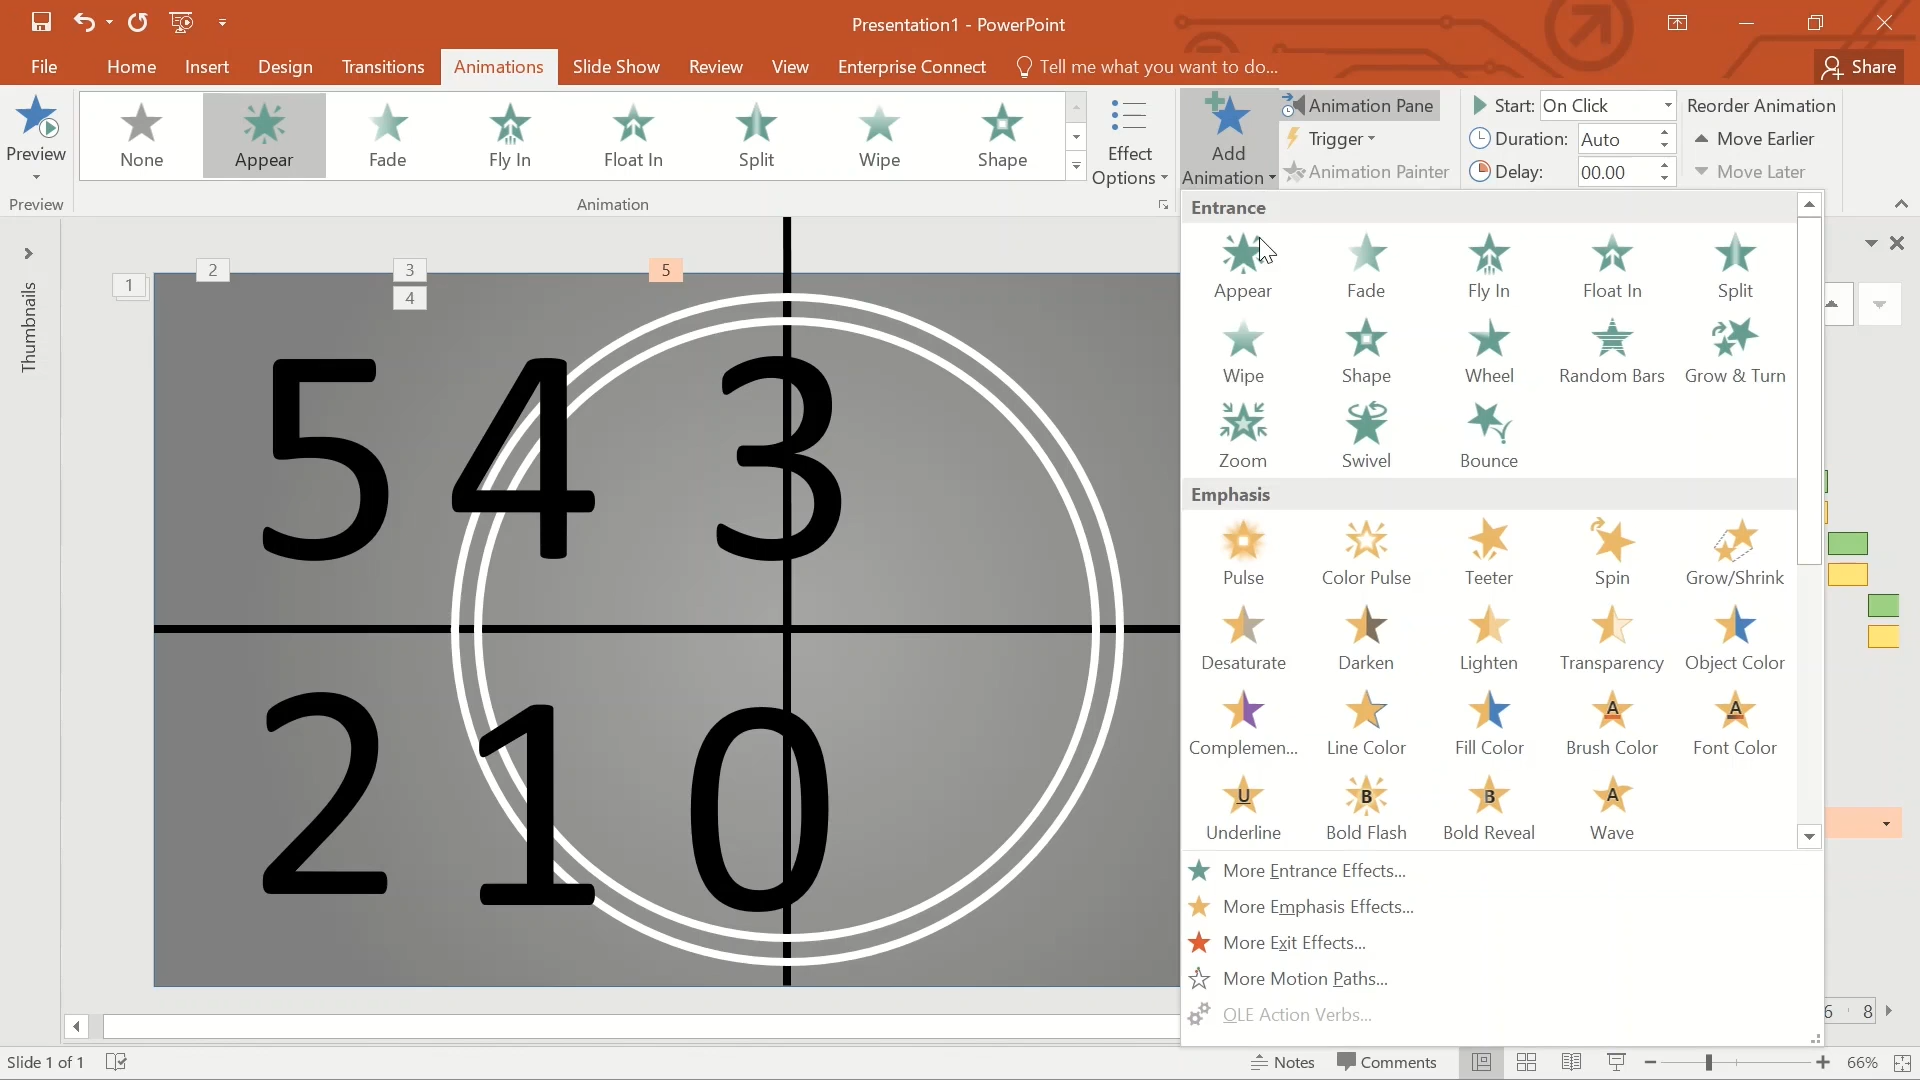 Presentation1 - PowerPoint
File Home Insert Design Transitions Animations Slide Show Review View Enterprise Connect Tell me what you want to do... Share
Preview
None Appear Fade Fly In Float In Split Wipe Shape
Effect
Options
Add
Animation
Animation Pane
Trigger
Animation Painter
Start: On Click
Duration: Auto
Delay: 00.00
Reorder Animation
Move Earlier
Move Later
Preview
Animation
Thumbnails
1
2
3
4
5
5 4 3
2 1 0
Entrance
Appear Fade Fly In Float In Split
Wipe Shape Wheel Random Bars Grow & Turn
Zoom Swivel Bounce
Emphasis
Pulse Color Pulse Teeter Spin Grow/Shrink
Desaturate Darken Lighten Transparency Object Color
Complemen... Line Color Fill Color Brush Color Font Color
Underline Bold Flash Bold Reveal Wave
More Entrance Effects...
More Emphasis Effects...
More Exit Effects...
More Motion Paths...
OLE Action Verbs...
6 8
Slide 1 of 1 Notes Comments 66%